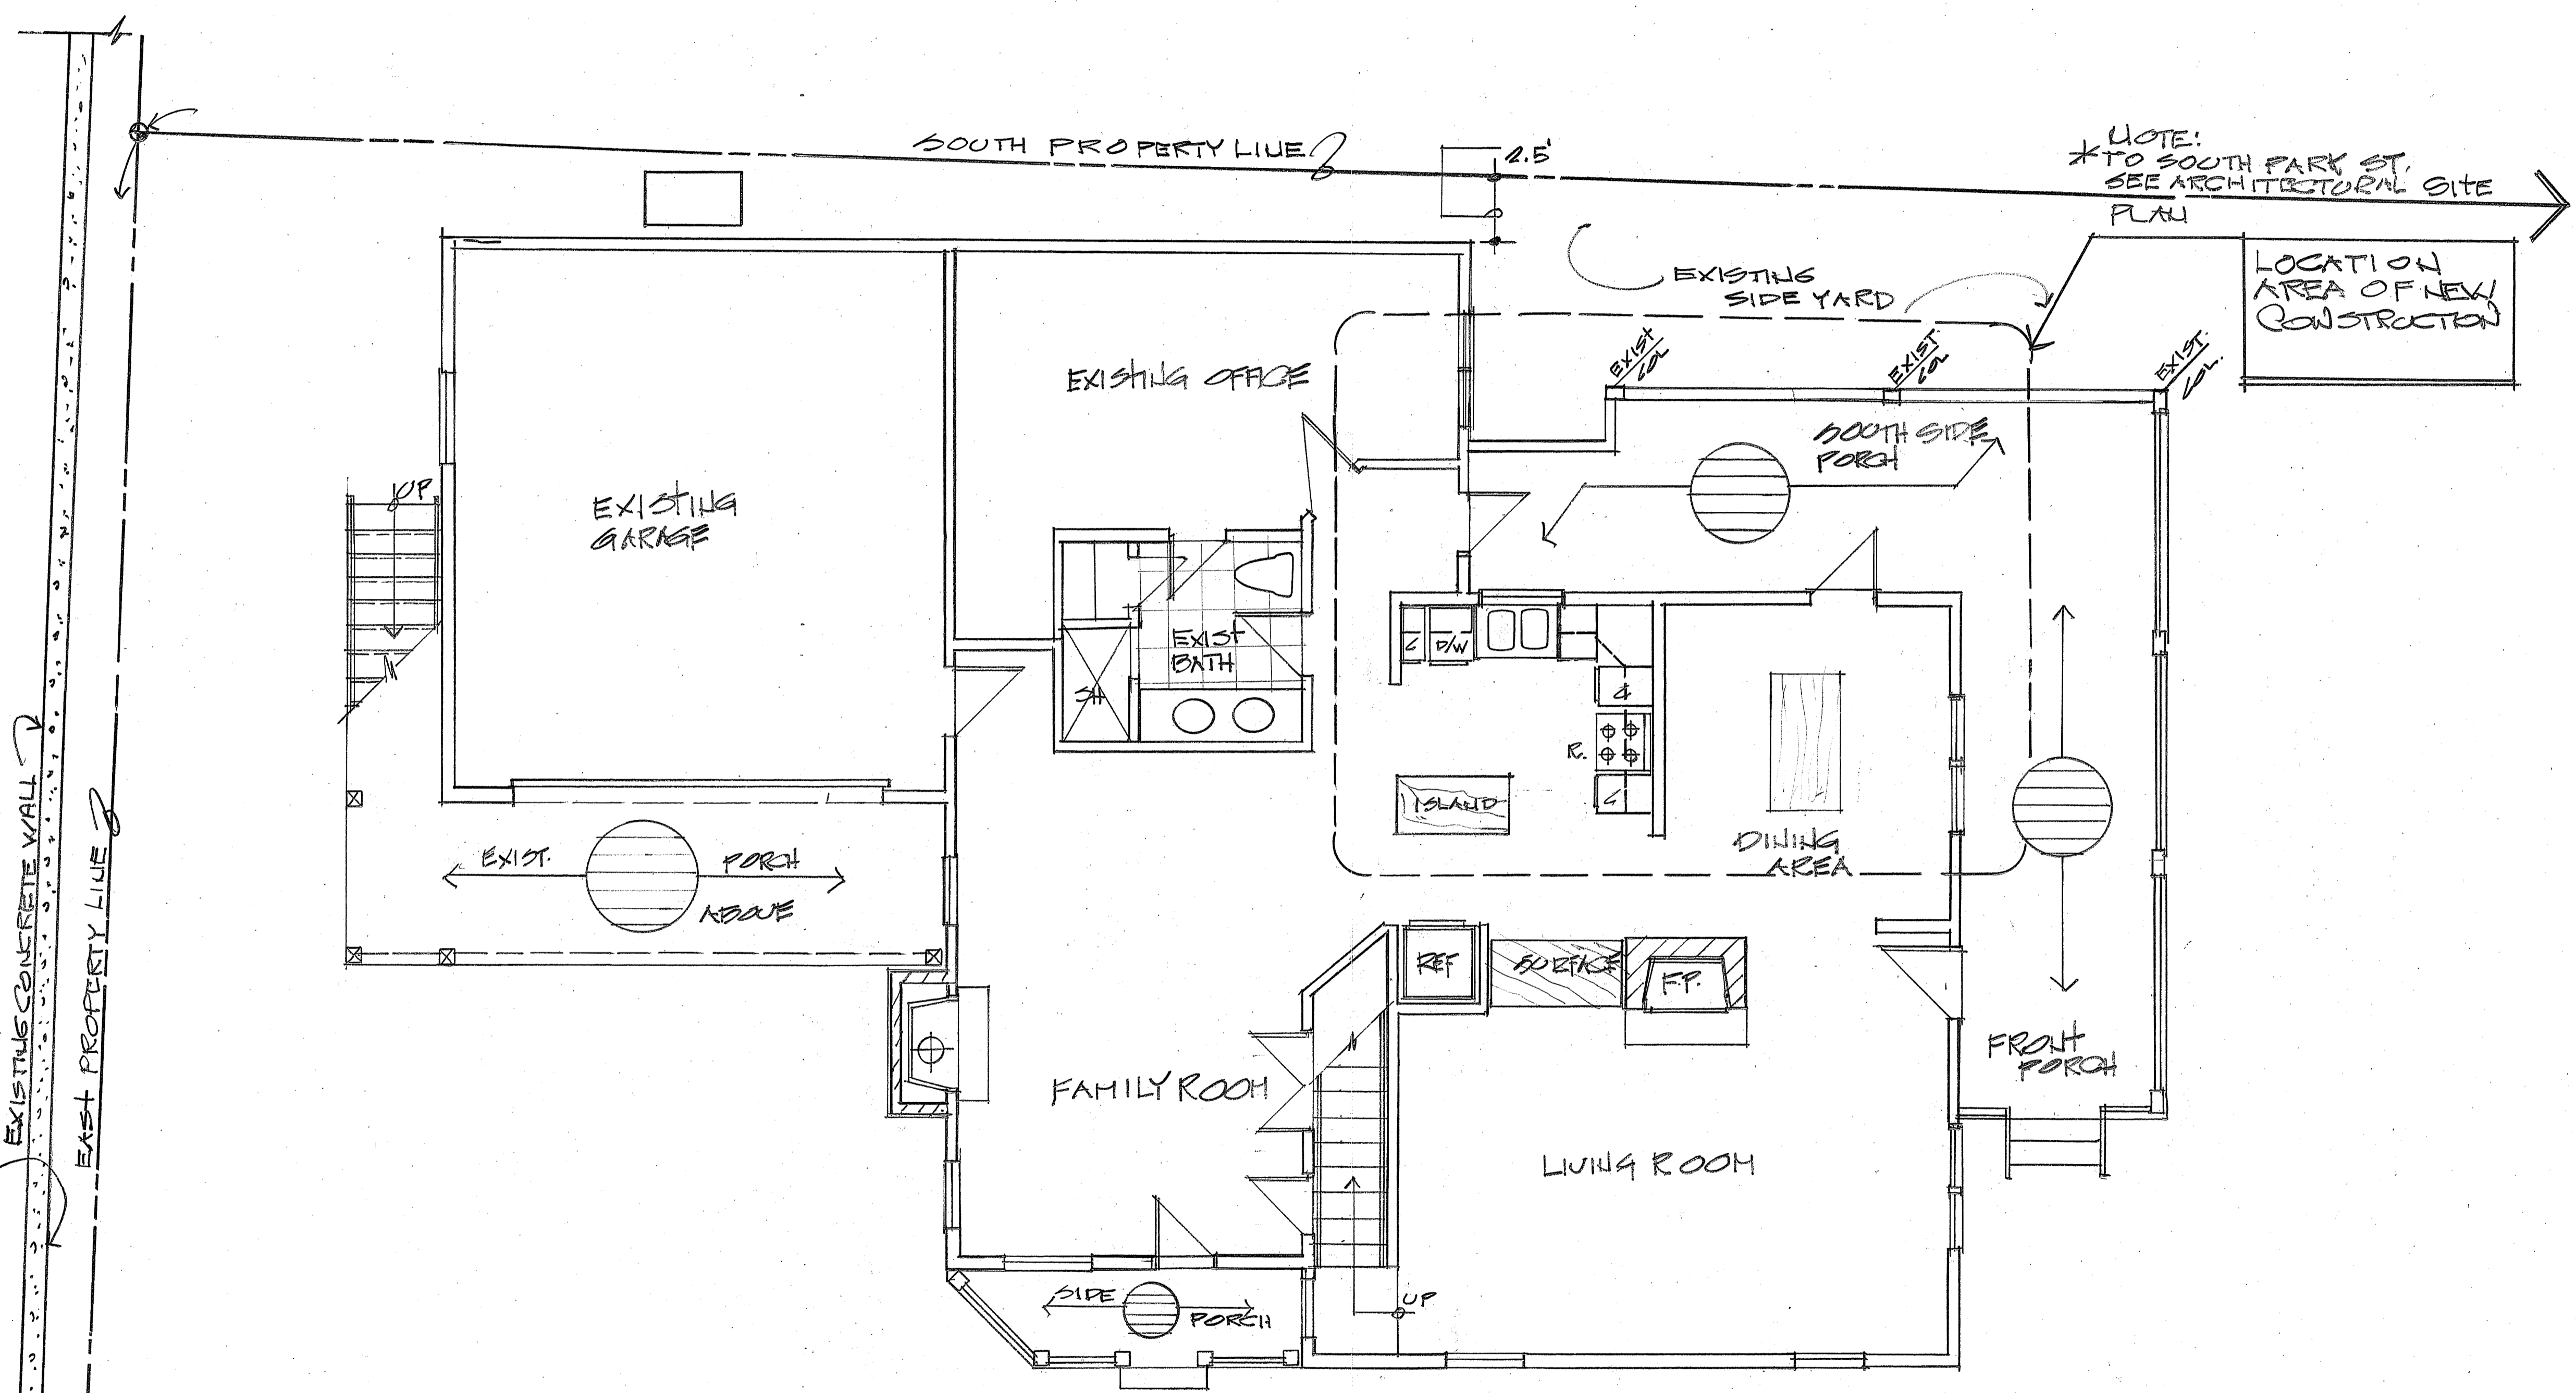 SOUTH PROPERTY LINE
2.5'
NOTE:
*TO SOUTH PARK ST.
SEE ARCHITECTURAL SITE
PLAN
LOCATION
AREA OF NEW
CONSTRUCTION
EXISTING
SIDE YARD
EXIST
COL
EXIST.
COL
EXIST.
COL.
EXISTING OFFICE
SOUTH SIDE
PORCH
UP
EXISTING
GARAGE
EXIST
BATH
SH
C
D/W
C
R.
C
ISLAND
DINING
AREA
EXIST. PORCH
ABOVE
EXISTING CONCRETE WALL
EAST PROPERTY LINE
REF
SURFACE
F.P.
FRONT
PORCH
FAMILY ROOM
LIVING ROOM
SIDE
PORCH
UP